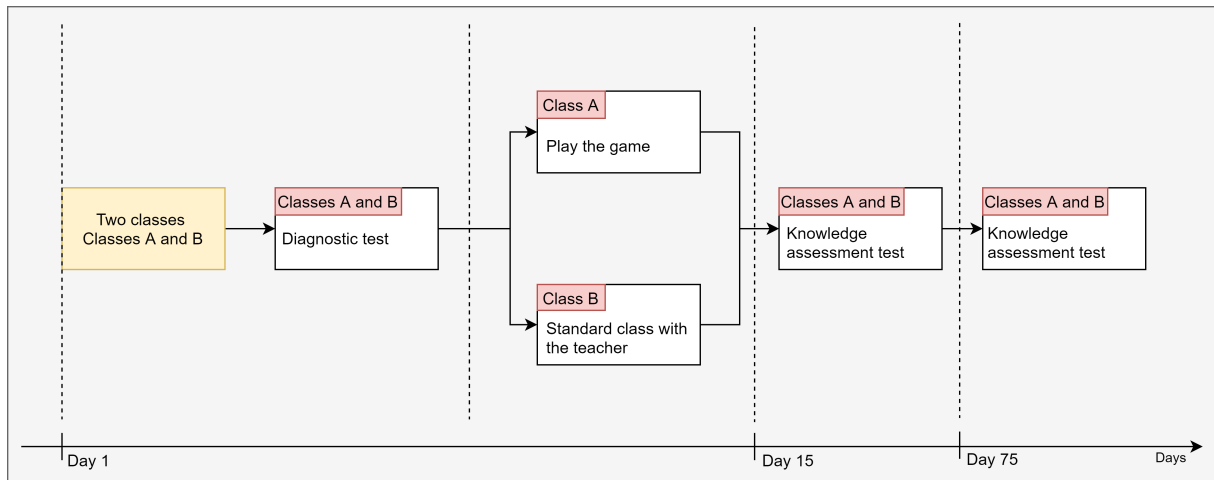 Two classes
Classes A and B
Classes A and B
Diagnostic test
Class A
Play the game
Class B
Standard class with
the teacher
Classes A and B
Knowledge
assessment test
Classes A and B
Knowledge
assessment test
Day 1
Day 15
Day 75
Days